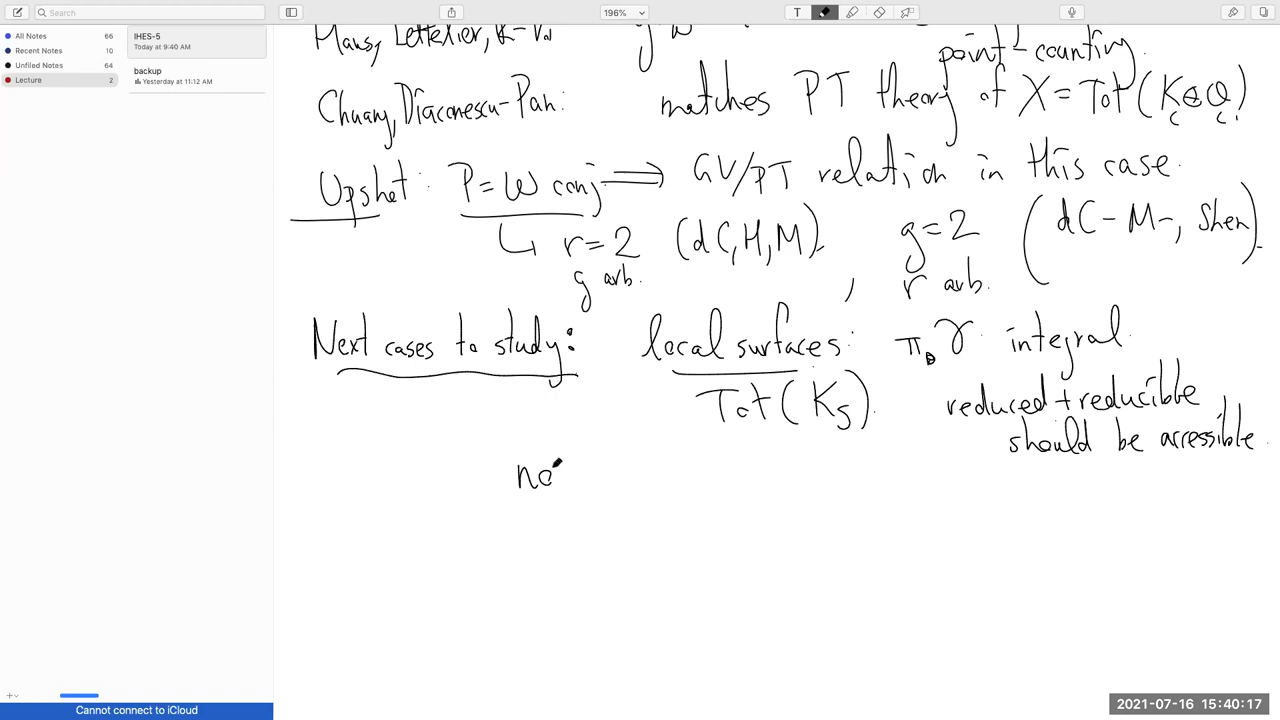 Search
196%
T
All Notes 66
Recent Notes 10
Unfiled Notes 64
Lecture 2
IHES-5
Today at 9:40 AM
backup
Yesterday at 11:12 AM
point-counting
Chuang, Diaconescu-Pan: matches PT theory of X = Tot(K_C⊕O_C)
Upshot: P=W conj. ⟹ GV/PT relation in this case.
r=2 (dC, H, M), g=2 (dC-M-, Shen).
g arb. r arb.
Next cases to study: local surfaces: π_*γ integral.
Tot(K_S). reduced + reducible
should be accessible
no
Cannot connect to iCloud
2021-07-16 15:40:17